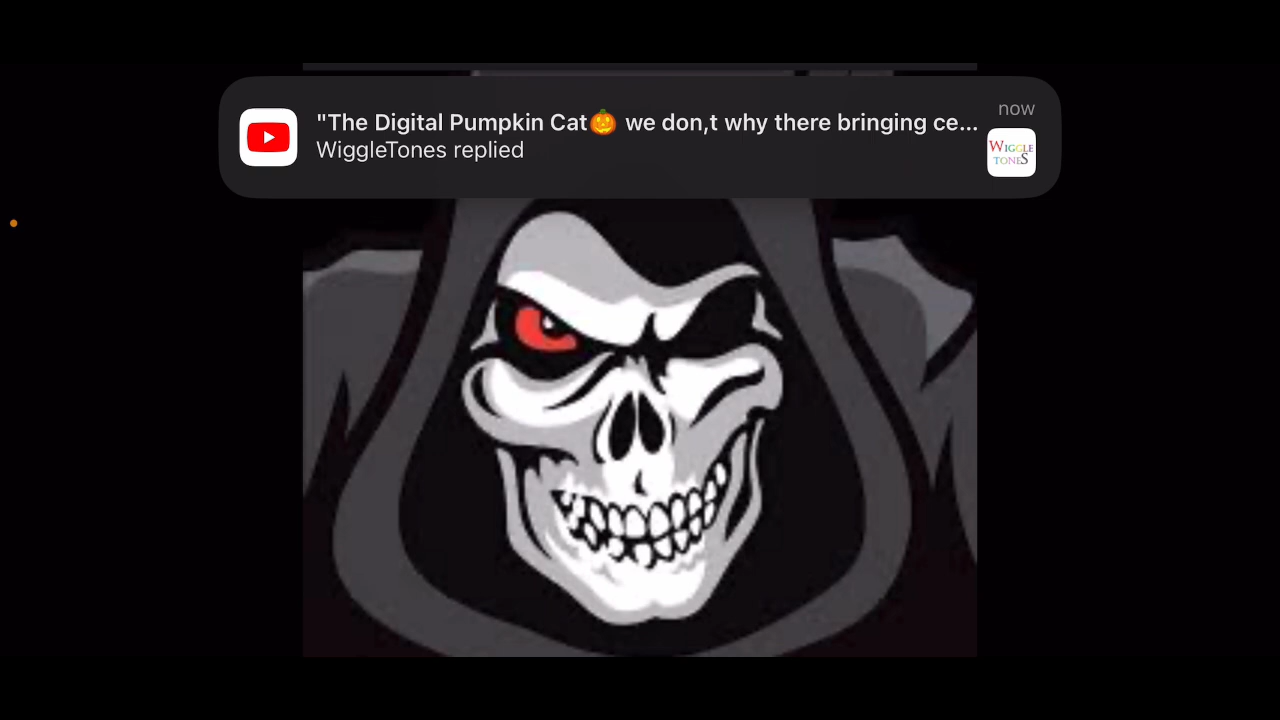 now
"The Digital Pumpkin Cat🎃 we don,t why there bringing ce...
WiggleTones replied
WIGGLE
TONES